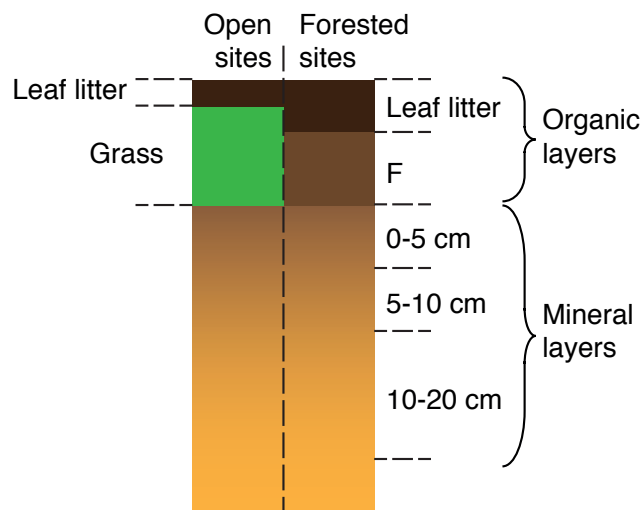 Open
sites
Forested
sites
Leaf litter
Grass
Leaf litter
F
Organic
layers
0-5 cm
5-10 cm
10-20 cm
Mineral
layers